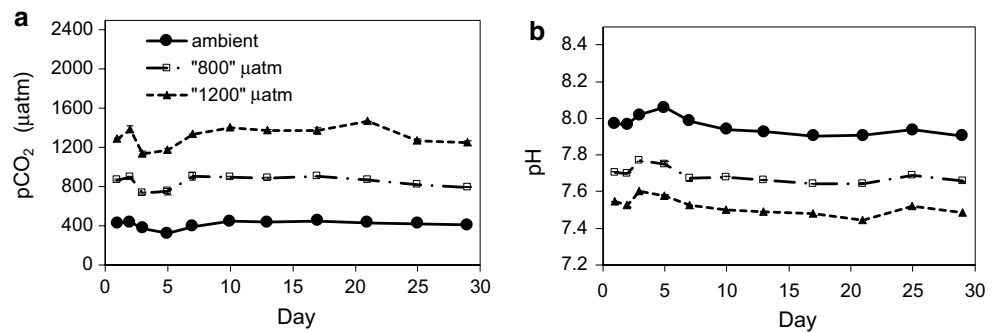 a
pCO₂ (µatm)
2400
2000
1600
1200
800
400
0
ambient
"800" µatm
"1200" µatm
0 5 10 15 20 25 30
Day
b
pH
8.4
8.2
8.0
7.8
7.6
7.4
7.2
0 5 10 15 20 25 30
Day